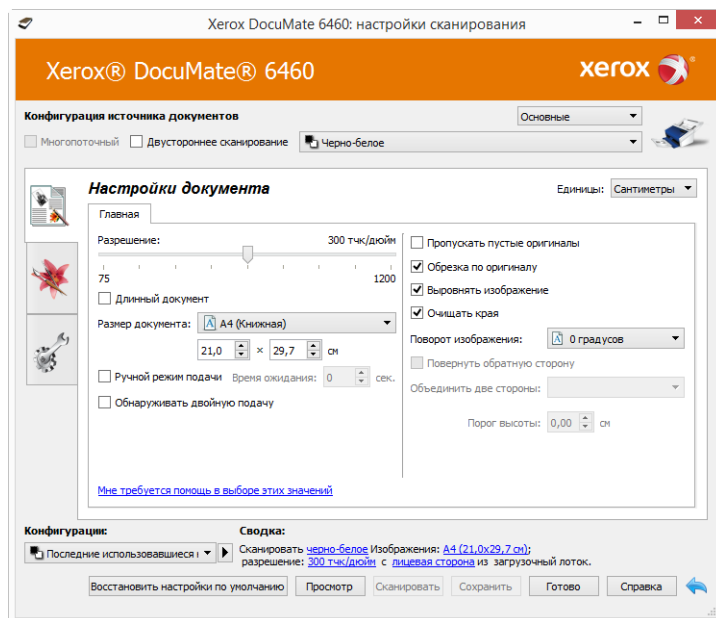 Xerox DocuMate 6460: настройки сканирования
Xerox® DocuMate® 6460
xerox
Конфигурация источника документов
Основные
Многопоточный
Двустороннее сканирование
Черно-белое
Настройки документа
Единицы: Сантиметры
Главная
Разрешение: 300 тчк/дюйм
75 1200
Длинный документ
Размер документа: A4 (Книжная)
21,0 × 29,7 см
Ручной режим подачи Время ожидания: 0 сек.
Обнаруживать двойную подачу
Мне требуется помощь в выборе этих значений
Пропускать пустые оригиналы
Обрезка по оригиналу
Выровнять изображение
Очищать края
Поворот изображения: 0 градусов
Повернуть обратную сторону
Объединить две стороны:
Порог высоты: 0,00 см
Конфигурации:
Последние использовавшиеся
Сводка:
Сканировать черно-белое Изображения: A4 (21,0x29,7 см);
разрешение: 300 тчк/дюйм с лицевая сторона из загрузочный лоток.
Восстановить настройки по умолчанию Просмотр Сканировать Сохранить Готово Справка